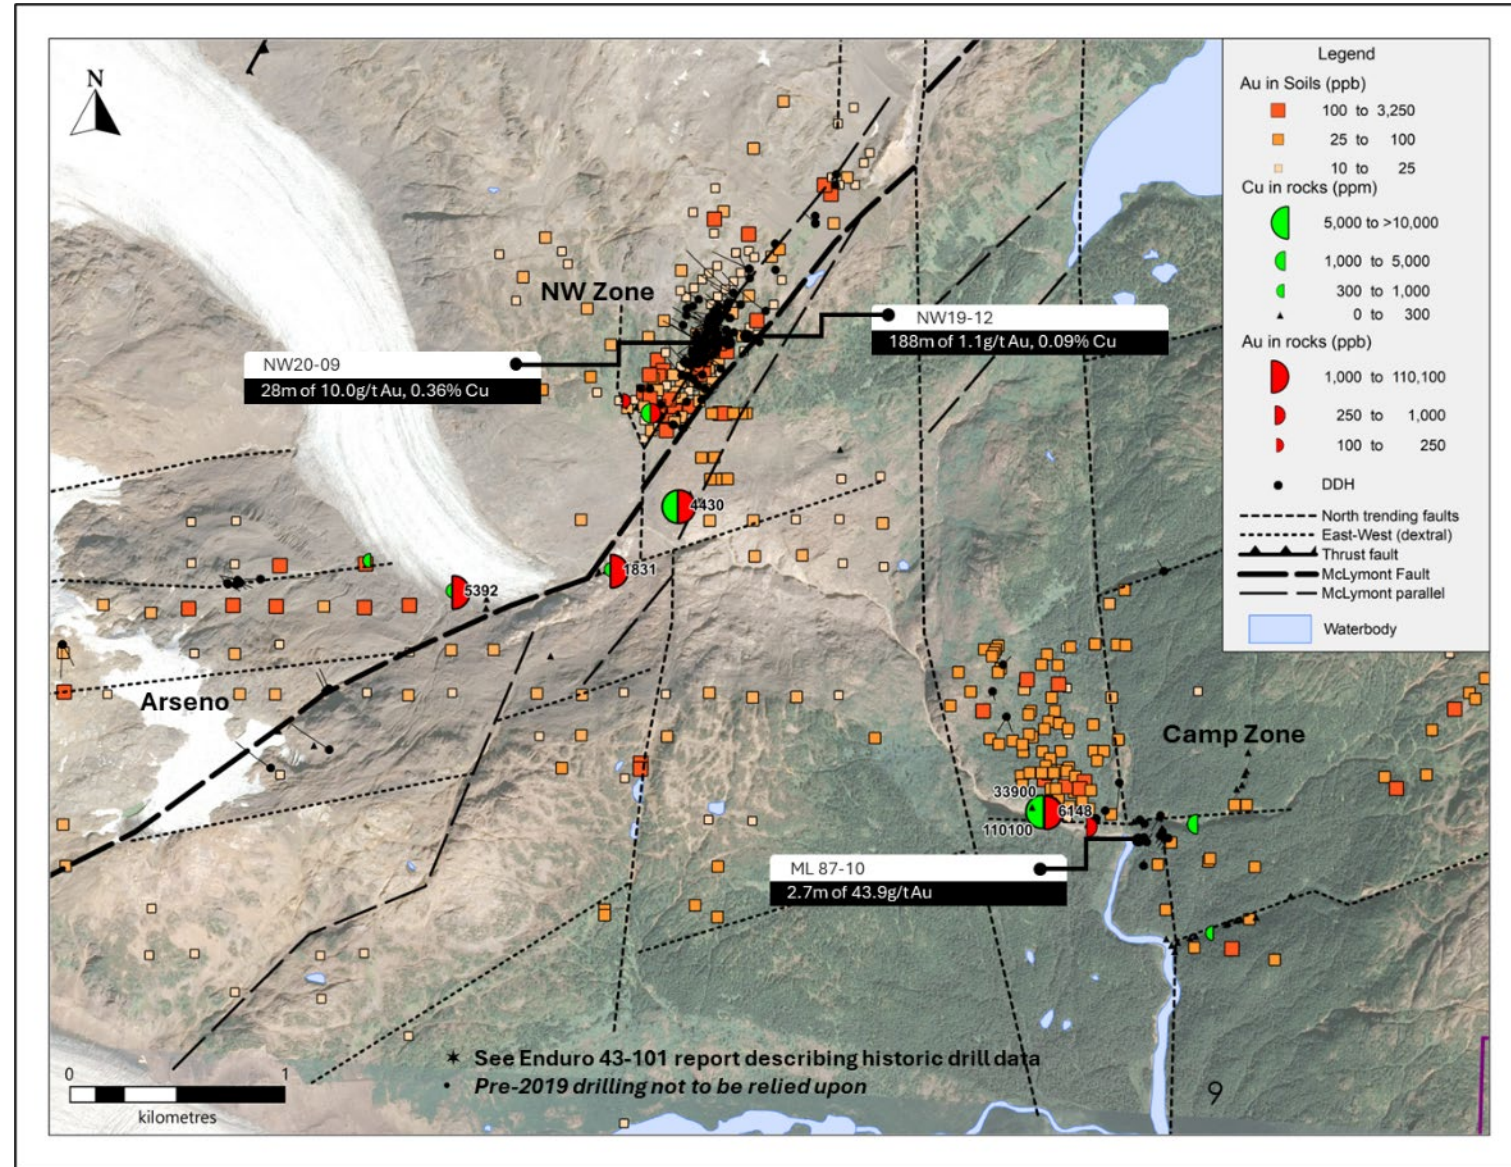 N
NW Zone
NW19-12
188m of 1.1g/t Au, 0.09% Cu
NW20-09
28m of 10.0g/t Au, 0.36% Cu
4430
1831
5392
Arseno
Camp Zone
33900
6148
110100
ML 87-10
2.7m of 43.9g/t Au
✶ See Enduro 43-101 report describing historic drill data
• Pre-2019 drilling not to be relied upon
9
0 1
kilometres
Legend
Au in Soils (ppb)
100 to 3,250
25 to 100
10 to 25
Cu in rocks (ppm)
5,000 to >10,000
1,000 to 5,000
300 to 1,000
0 to 300
Au in rocks (ppb)
1,000 to 110,100
250 to 1,000
100 to 250
DDH
North trending faults
East-West (dextral)
Thrust fault
McLymont Fault
McLymont parallel
Waterbody